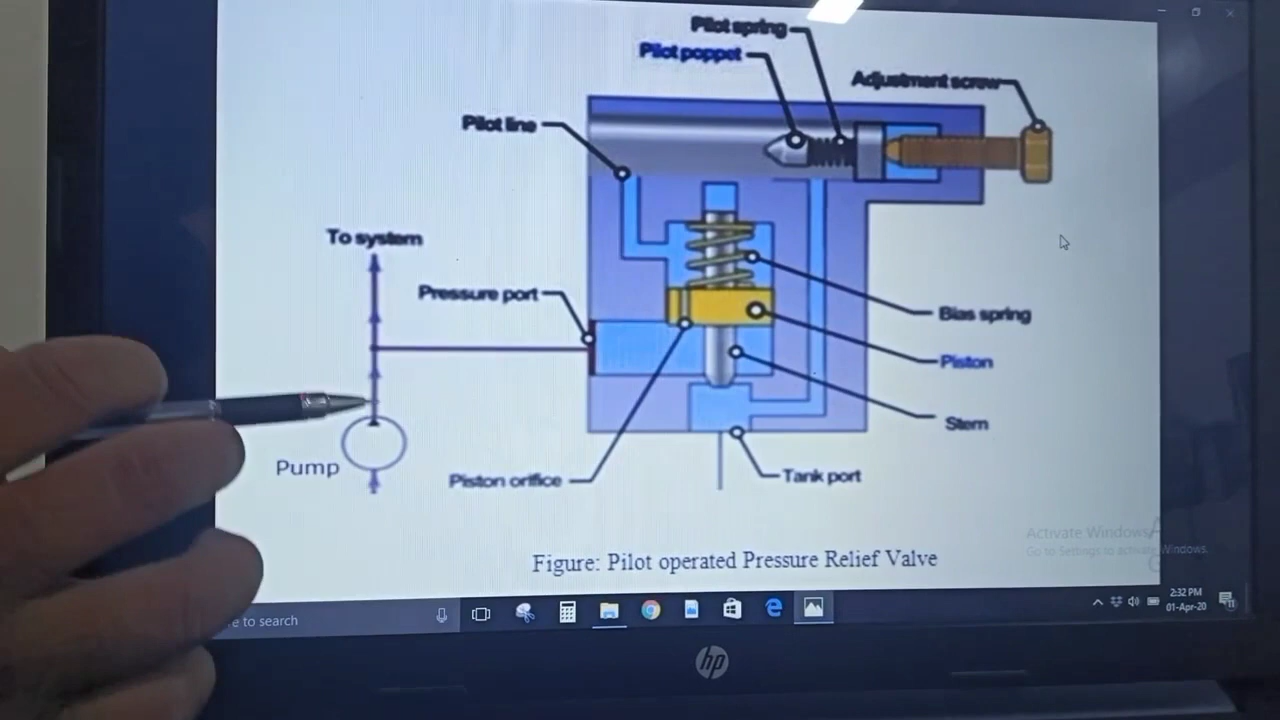 Pilot spring
Pilot poppet
Adjustment screw
Pilot line
To system
Pressure port
Bias spring
Piston
Stem
Pump
Piston orifice
Tank port
Activate Windows
Go to Settings to activate Windows.
Figure: Pilot operated Pressure Relief Valve
e to search
2:32 PM
01-Apr-20
hp